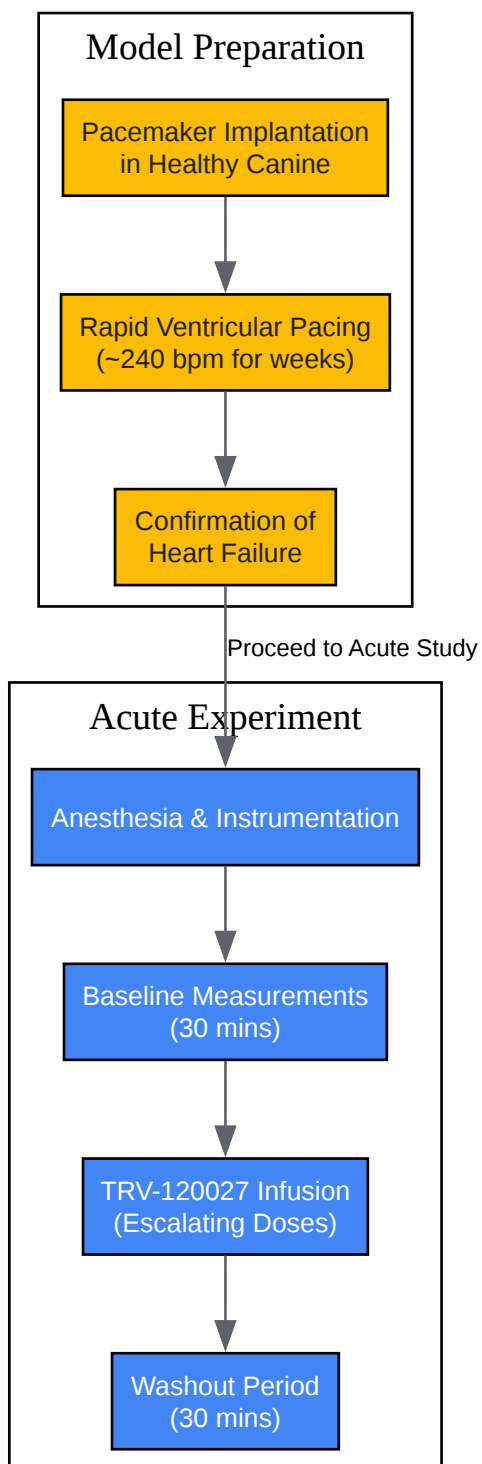 Model Preparation
Pacemaker Implantation
in Healthy Canine
Rapid Ventricular Pacing
(~240 bpm for weeks)
Confirmation of
Heart Failure
Proceed to Acute Study
Acute Experiment
Anesthesia & Instrumentation
Baseline Measurements
(30 mins)
TRV-120027 Infusion
(Escalating Doses)
Washout Period
(30 mins)